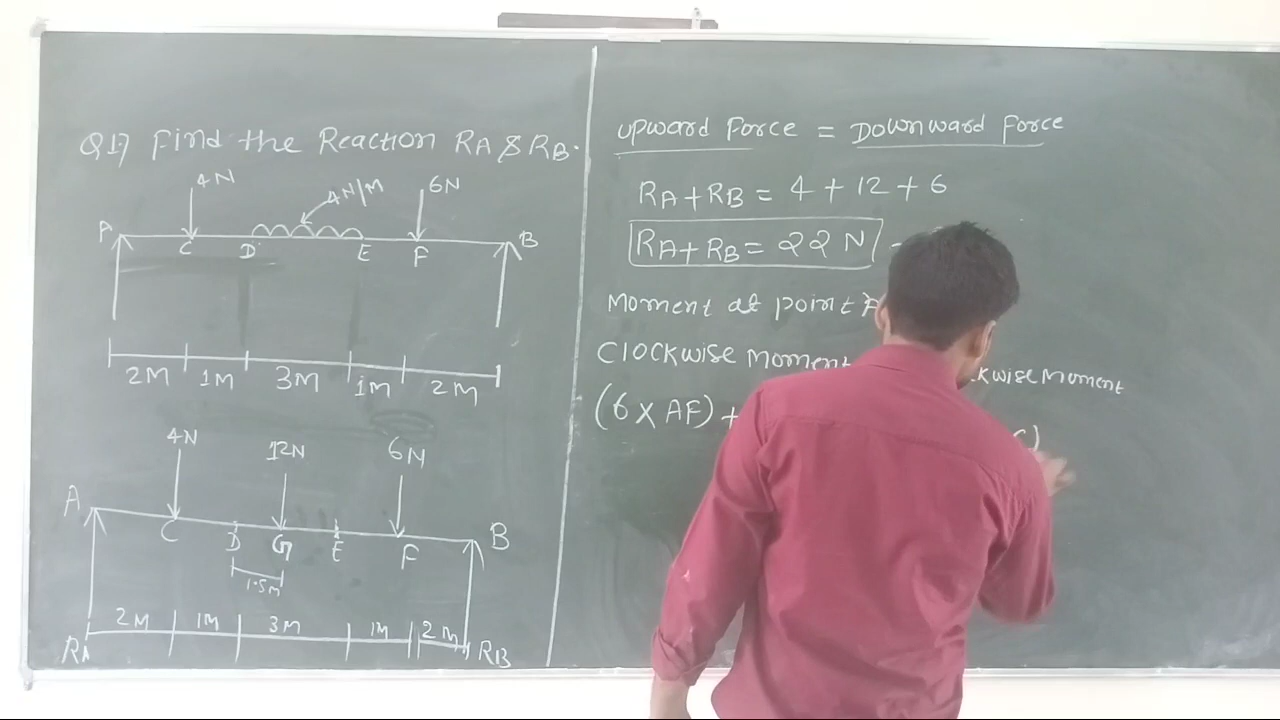 Q1) Find the Reaction RA & RB.
4N 4N/M 6N
A C D E F B
2M 1M 3M 1M 2M
4N 12N 6N
A C D G E F B
1.5m
2M 1M 3M 1M 2M
RA RB
Upward Force = Downward force
RA + RB = 4 + 12 + 6
RA + RB = 22 N
Moment at point
Clockwise Moment kwise Moment
(6 X AF) +